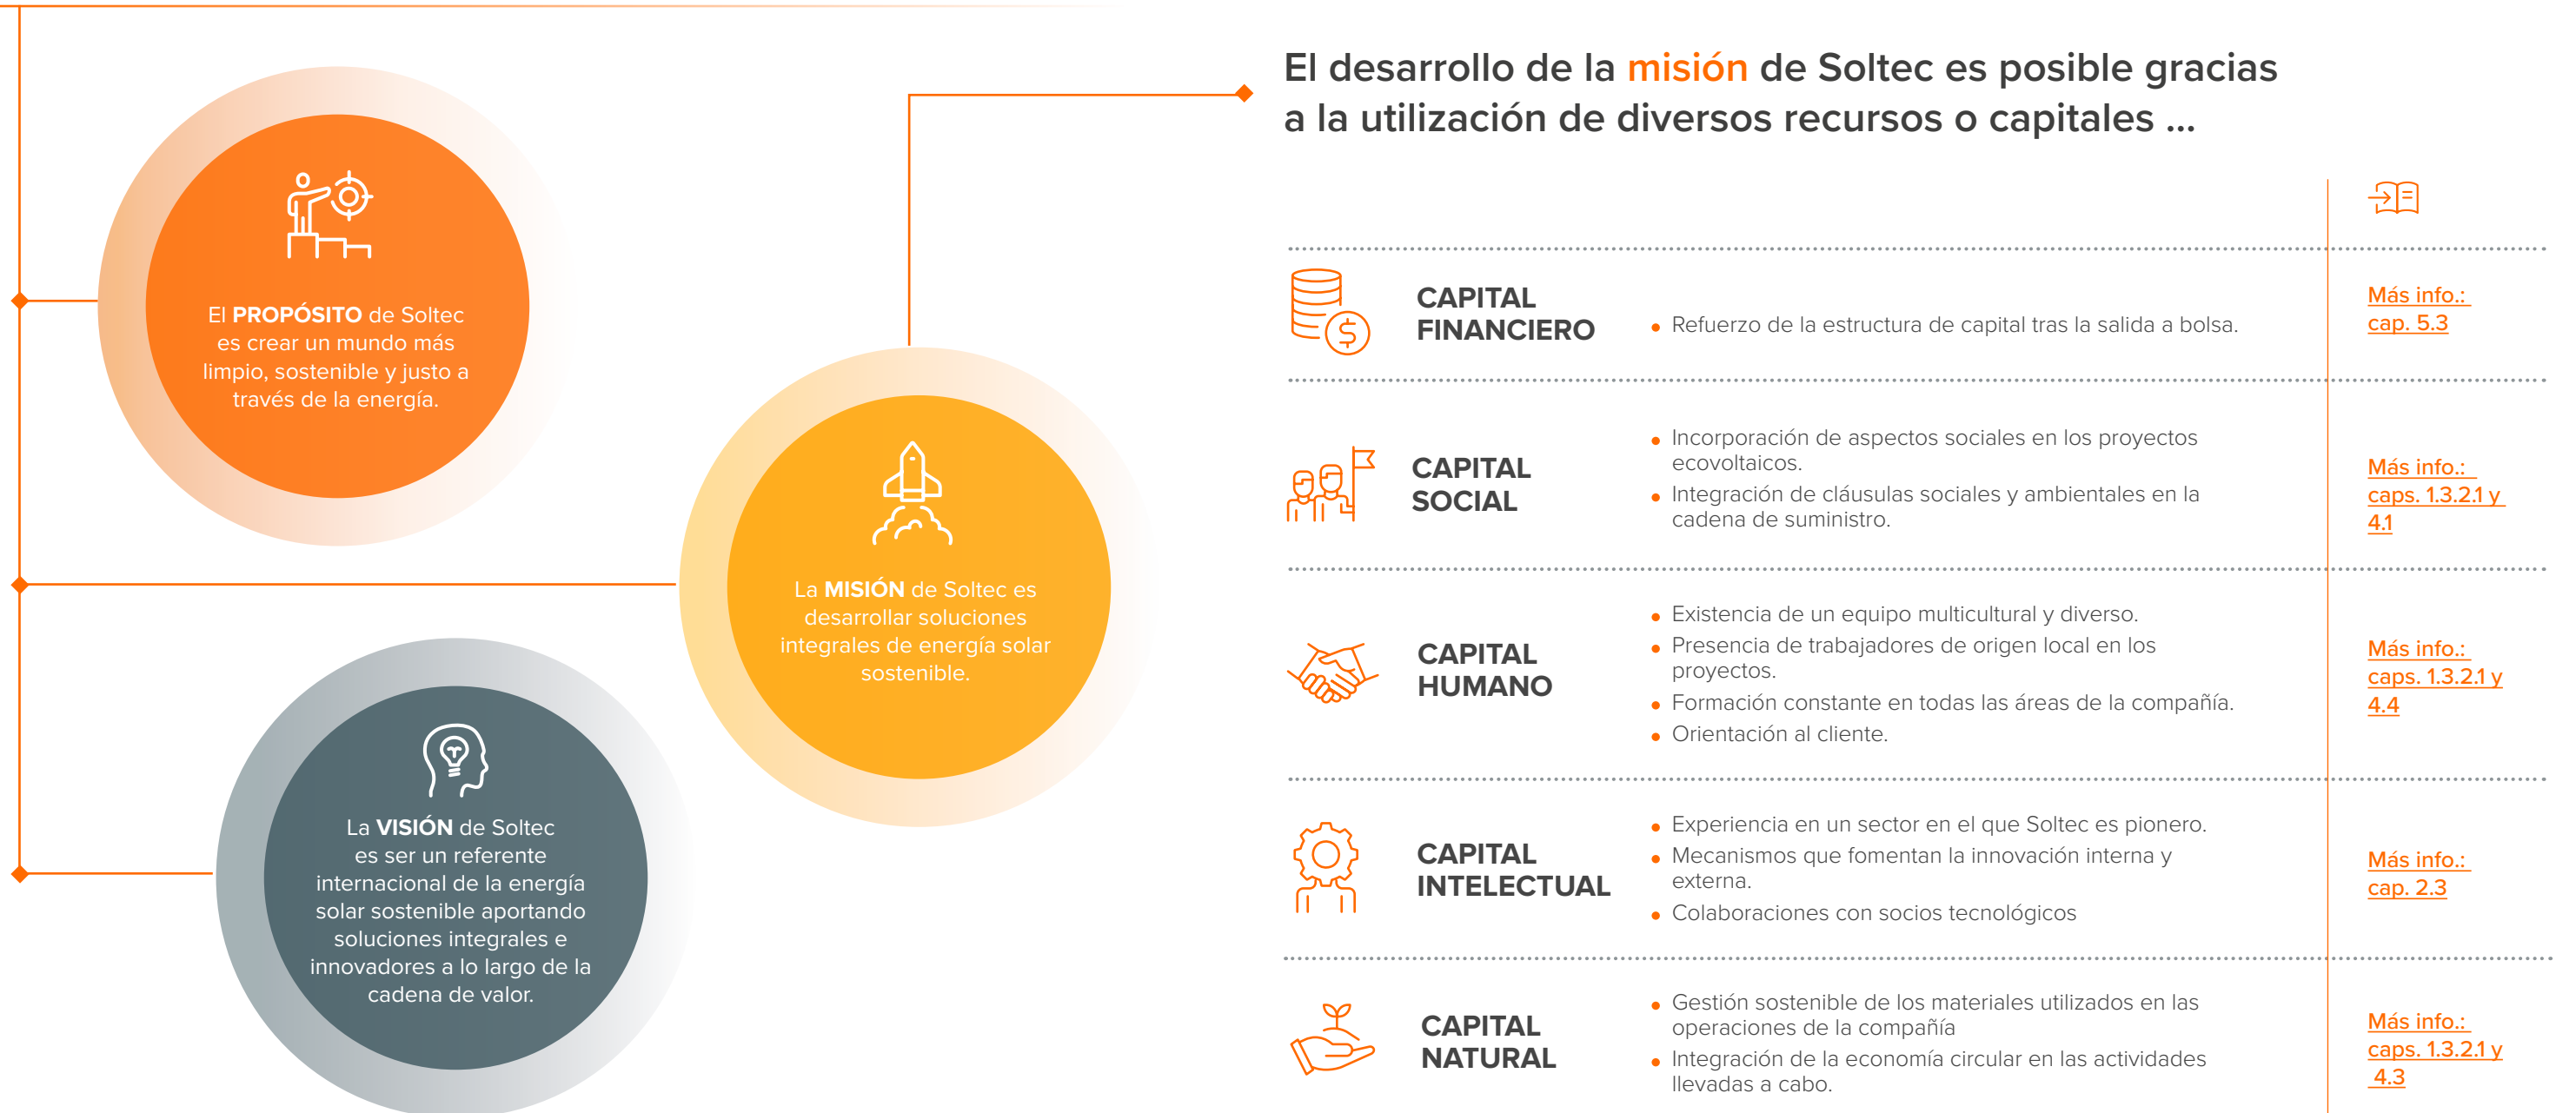 El PROPÓSITO de Soltec
es crear un mundo más
limpio, sostenible y justo a
través de la energía.
La MISIÓN de Soltec es
desarrollar soluciones
integrales de energía solar
sostenible.
La VISIÓN de Soltec
es ser un referente
internacional de la energía
solar sostenible aportando
soluciones integrales e
innovadores a lo largo de la
cadena de valor.
El desarrollo de la misión de Soltec es posible gracias
a la utilización de diversos recursos o capitales ...
CAPITAL
FINANCIERO
• Refuerzo de la estructura de capital tras la salida a bolsa.
Más info.:
cap. 5.3
CAPITAL
SOCIAL
• Incorporación de aspectos sociales en los proyectos
ecovoltaicos.
• Integración de cláusulas sociales y ambientales en la
cadena de suministro.
Más info.:
caps. 1.3.2.1 y
4.1
CAPITAL
HUMANO
• Existencia de un equipo multicultural y diverso.
• Presencia de trabajadores de origen local en los
proyectos.
• Formación constante en todas las áreas de la compañía.
• Orientación al cliente.
Más info.:
caps. 1.3.2.1 y
4.4
CAPITAL
INTELECTUAL
• Experiencia en un sector en el que Soltec es pionero.
• Mecanismos que fomentan la innovación interna y
externa.
• Colaboraciones con socios tecnológicos
Más info.:
cap. 2.3
CAPITAL
NATURAL
• Gestión sostenible de los materiales utilizados en las
operaciones de la compañía
• Integración de la economía circular en las actividades
llevadas a cabo.
Más info.:
caps. 1.3.2.1 y
4.3